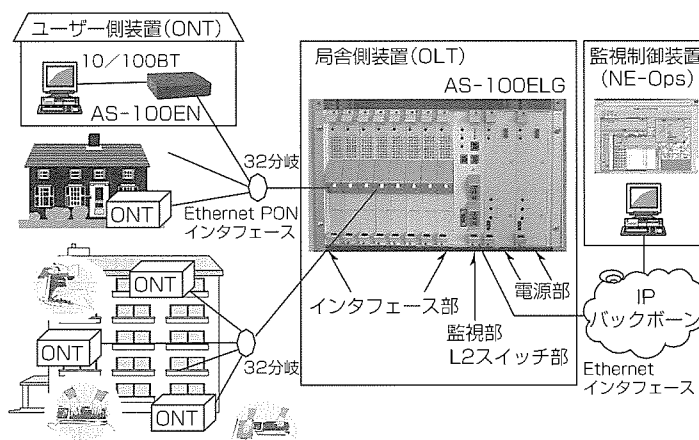 ユーザー側装置(ONT)
10／100BT
AS-100EN
32分岐
ONT
Ethernet PON
インタフェース
ONT
ONT
ONT
32分岐
局舎側装置(OLT)
AS-100ELG
インタフェース部
監視部
L2スイッチ部
電源部
監視制御装置
(NE-Ops)
IP
バックボーン
Ethernet
インタフェース